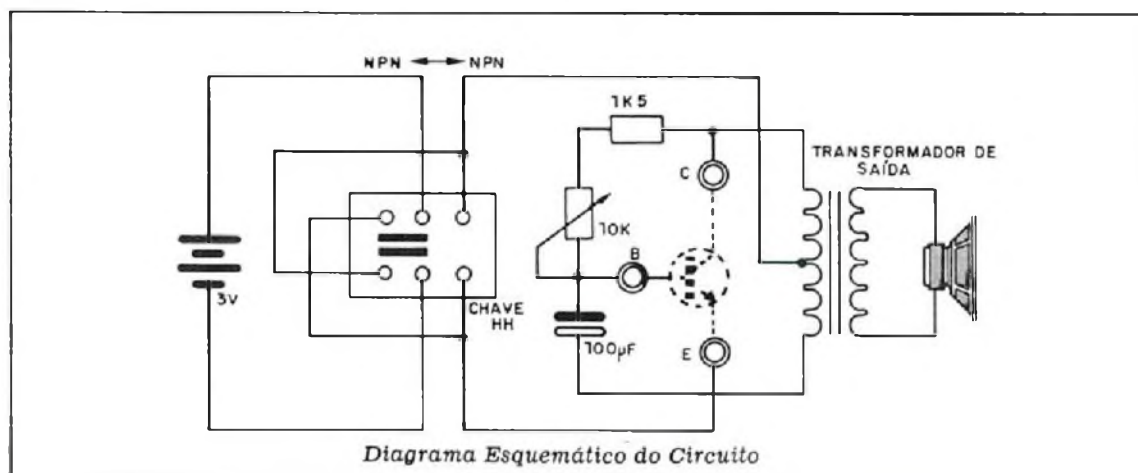 NPN ◄─► NPN
1K5
TRANSFORMADOR DE
SAÍDA
C
10K
B
3V
CHAVE
HH
100µF
E
Diagrama Esquemático do Circuito